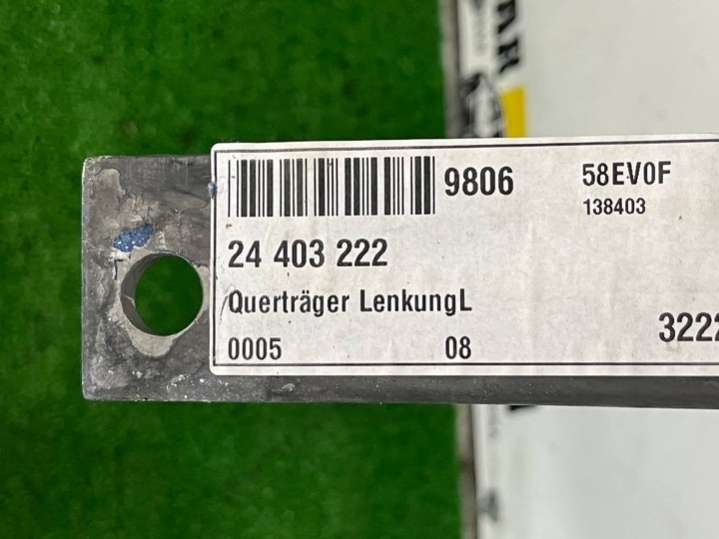 9806 58EV0F
138403
24 403 222
Querträger LenkungL
3222
0005 08